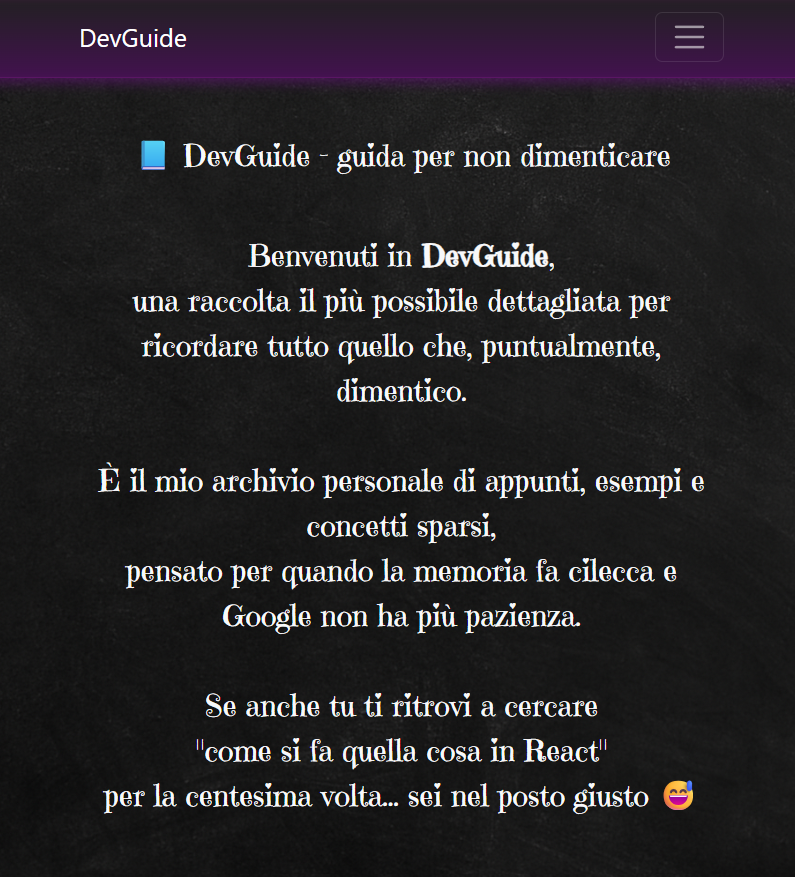 DevGuide
📘 DevGuide - guida per non dimenticare
Benvenuti in DevGuide,
una raccolta il più possibile dettagliata per
ricordare tutto quello che, puntualmente,
dimentico.
È il mio archivio personale di appunti, esempi e
concetti sparsi,
pensato per quando la memoria fa cilecca e
Google non ha più pazienza.
Se anche tu ti ritrovi a cercare
"come si fa quella cosa in React"
per la centesima volta... sei nel posto giusto 😅